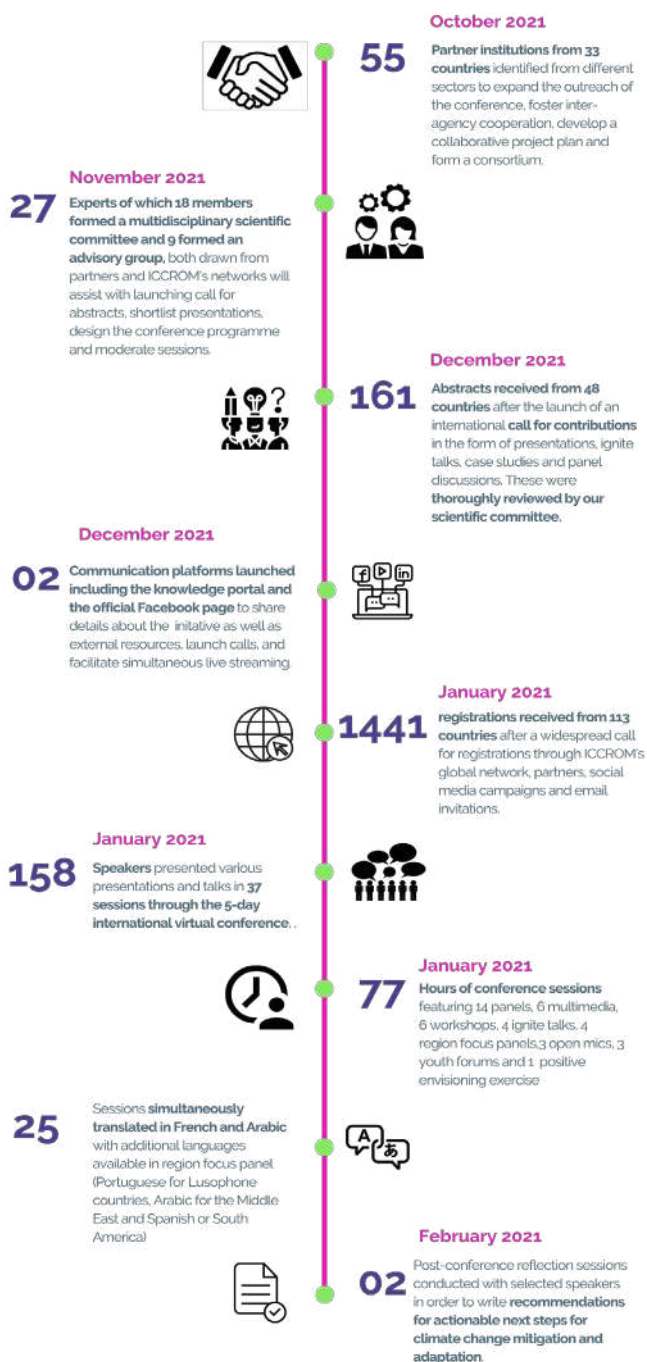 October 2021
55
Partner institutions from 33
countries identified from different
sectors to expand the outreach of
the conference, foster inter-
agency cooperation, develop a
collaborative project plan and
form a consortium.
November 2021
27
Experts of which 18 members
formed a multidisciplinary scientific
committee and 9 formed an
advisory group, both drawn from
partners and ICCROM's networks will
assist with launching call for
abstracts, shortlist presentations,
design the conference programme
and moderate sessions.
December 2021
161
Abstracts received from 48
countries after the launch of an
international call for contributions
in the form of presentations, ignite
talks, case studies and panel
discussions. These were
thoroughly reviewed by our
scientific committee.
December 2021
02
Communication platforms launched
including the knowledge portal and
the official Facebook page to share
details about the initative as well as
external resources, launch calls, and
facilitate simultaneous live streaming.
January 2021
1441
registrations received from 113
countries after a widespread call
for registrations through ICCROM's
global network, partners, social
media campaigns and email
invitations.
January 2021
158
Speakers presented various
presentations and talks in 37
sessions through the 5-day
international virtual conference. .
January 2021
77
Hours of conference sessions
featuring 14 panels, 6 multimedia,
6 workshops, 4 ignite talks, 4
region focus panels,3 open mics, 3
youth forums and 1 positive
envisioning exercise
25
Sessions simultaneously
translated in French and Arabic
with additional languages
available in region focus panel
(Portuguese for Lusophone
countries, Arabic for the Middle
East and Spanish or South
America)
A あ
February 2021
02
Post-conference reflection sessions
conducted with selected speakers
in order to write recommendations
for actionable next steps for
climate change mitigation and
adaptation.